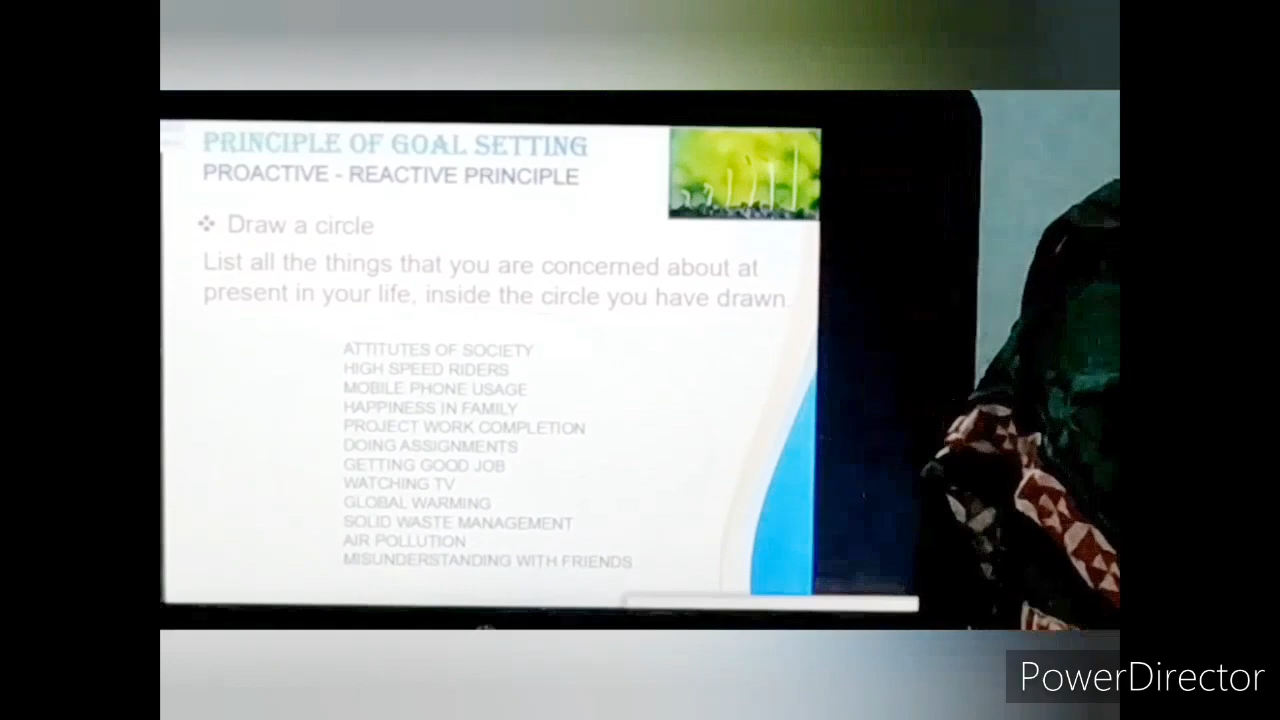 PRINCIPLE OF GOAL SETTING
PROACTIVE - REACTIVE PRINCIPLE
❖ Draw a circle
List all the things that you are concerned about at
present in your life, inside the circle you have drawn.
ATTITUTES OF SOCIETY
HIGH SPEED RIDERS
MOBILE PHONE USAGE
HAPPINESS IN FAMILY
PROJECT WORK COMPLETION
DOING ASSIGNMENTS
GETTING GOOD JOB
WATCHING TV
GLOBAL WARMING
SOLID WASTE MANAGEMENT
AIR POLLUTION
MISUNDERSTANDING WITH FRIENDS
PowerDirector